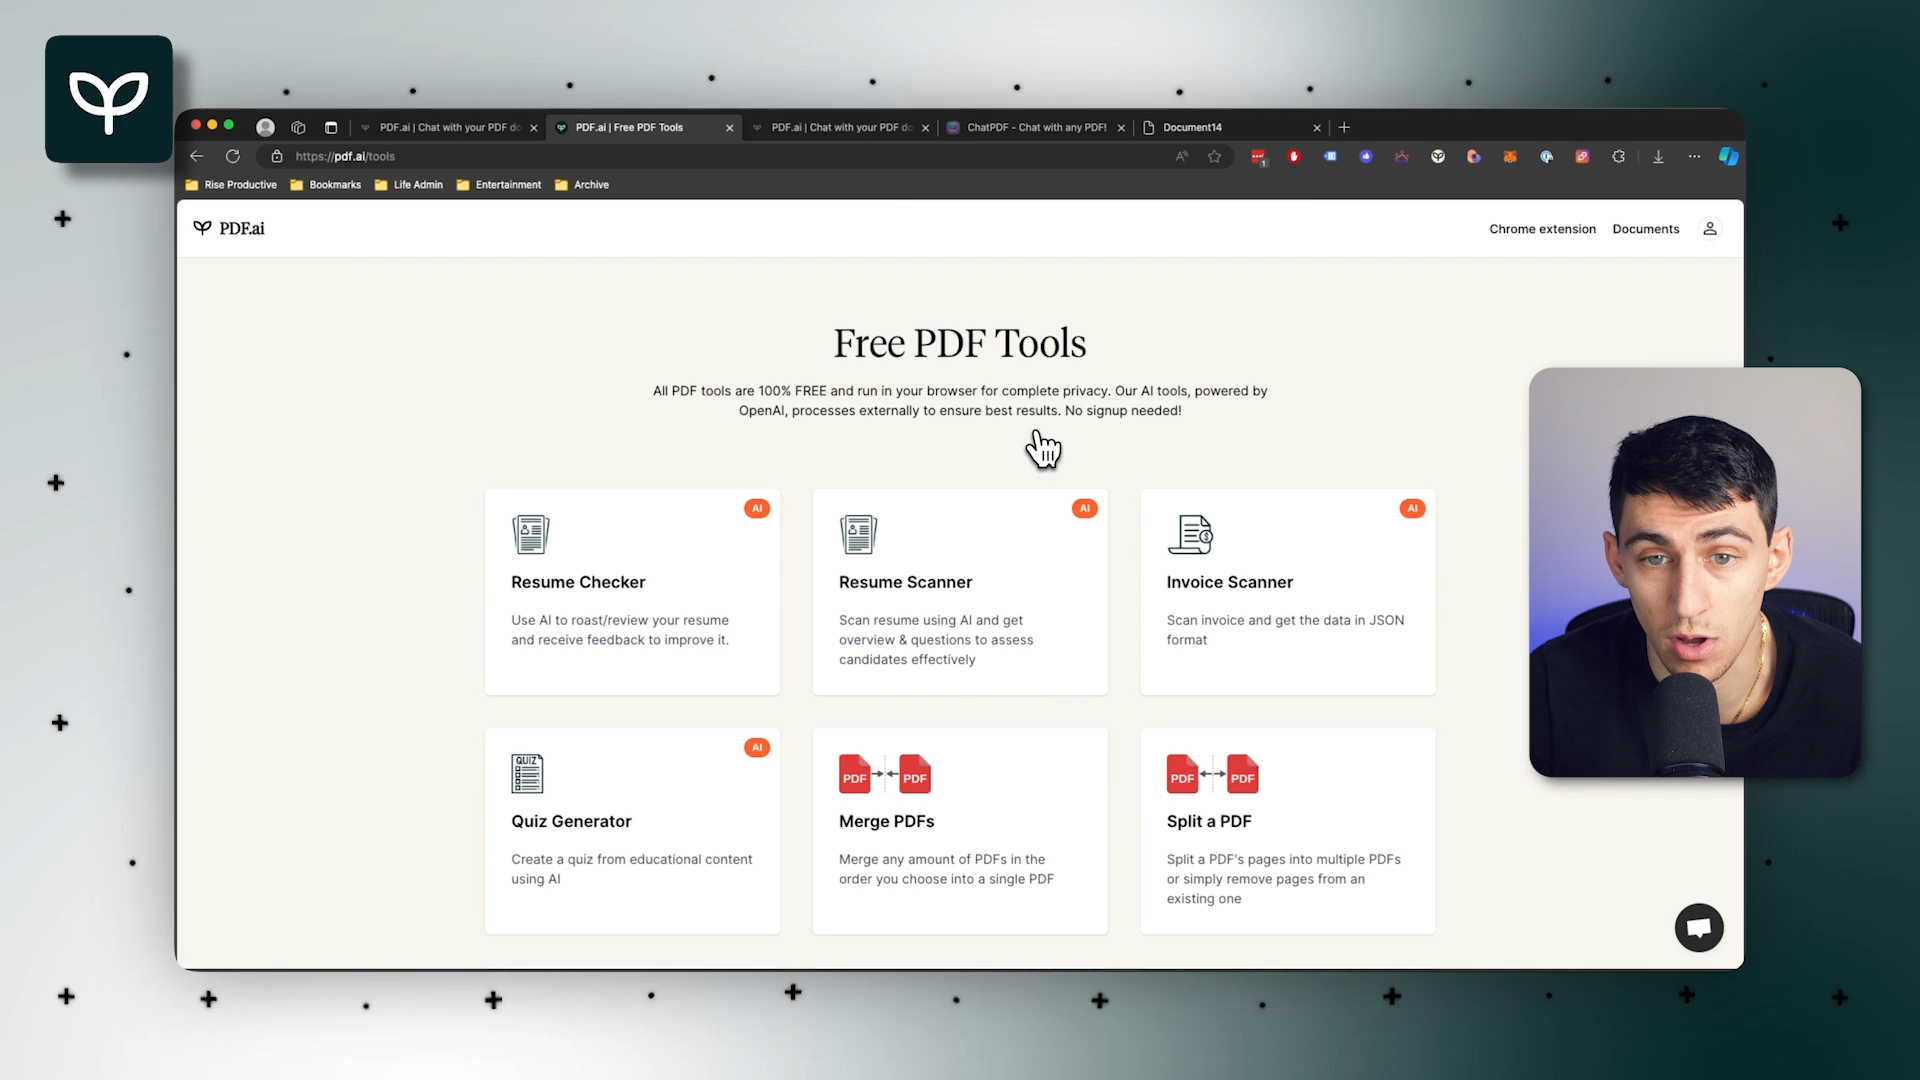 PDF.ai | Chat with your PDF do
PDF.ai | Free PDF Tools
PDF.ai | Chat with your PDF do
ChatPDF - Chat with any PDF!
Document14
https://pdf.ai/tools
1
Rise Productive
Bookmarks
Life Admin
Entertainment
Archive
PDF.ai
Chrome extension
Documents
Free PDF Tools
All PDF tools are 100% FREE and run in your browser for complete privacy. Our AI tools, powered by
OpenAI, processes externally to ensure best results. No signup needed!
AI
Resume Checker
Use AI to roast/review your resume
and receive feedback to improve it.
AI
Resume Scanner
Scan resume using AI and get
overview & questions to assess
candidates effectively
AI
Invoice Scanner
Scan invoice and get the data in JSON
format
QUIZ
AI
Quiz Generator
Create a quiz from educational content
using AI
PDF PDF
Merge PDFs
Merge any amount of PDFs in the
order you choose into a single PDF
PDF PDF
Split a PDF
Split a PDF's pages into multiple PDFs
or simply remove pages from an
existing one